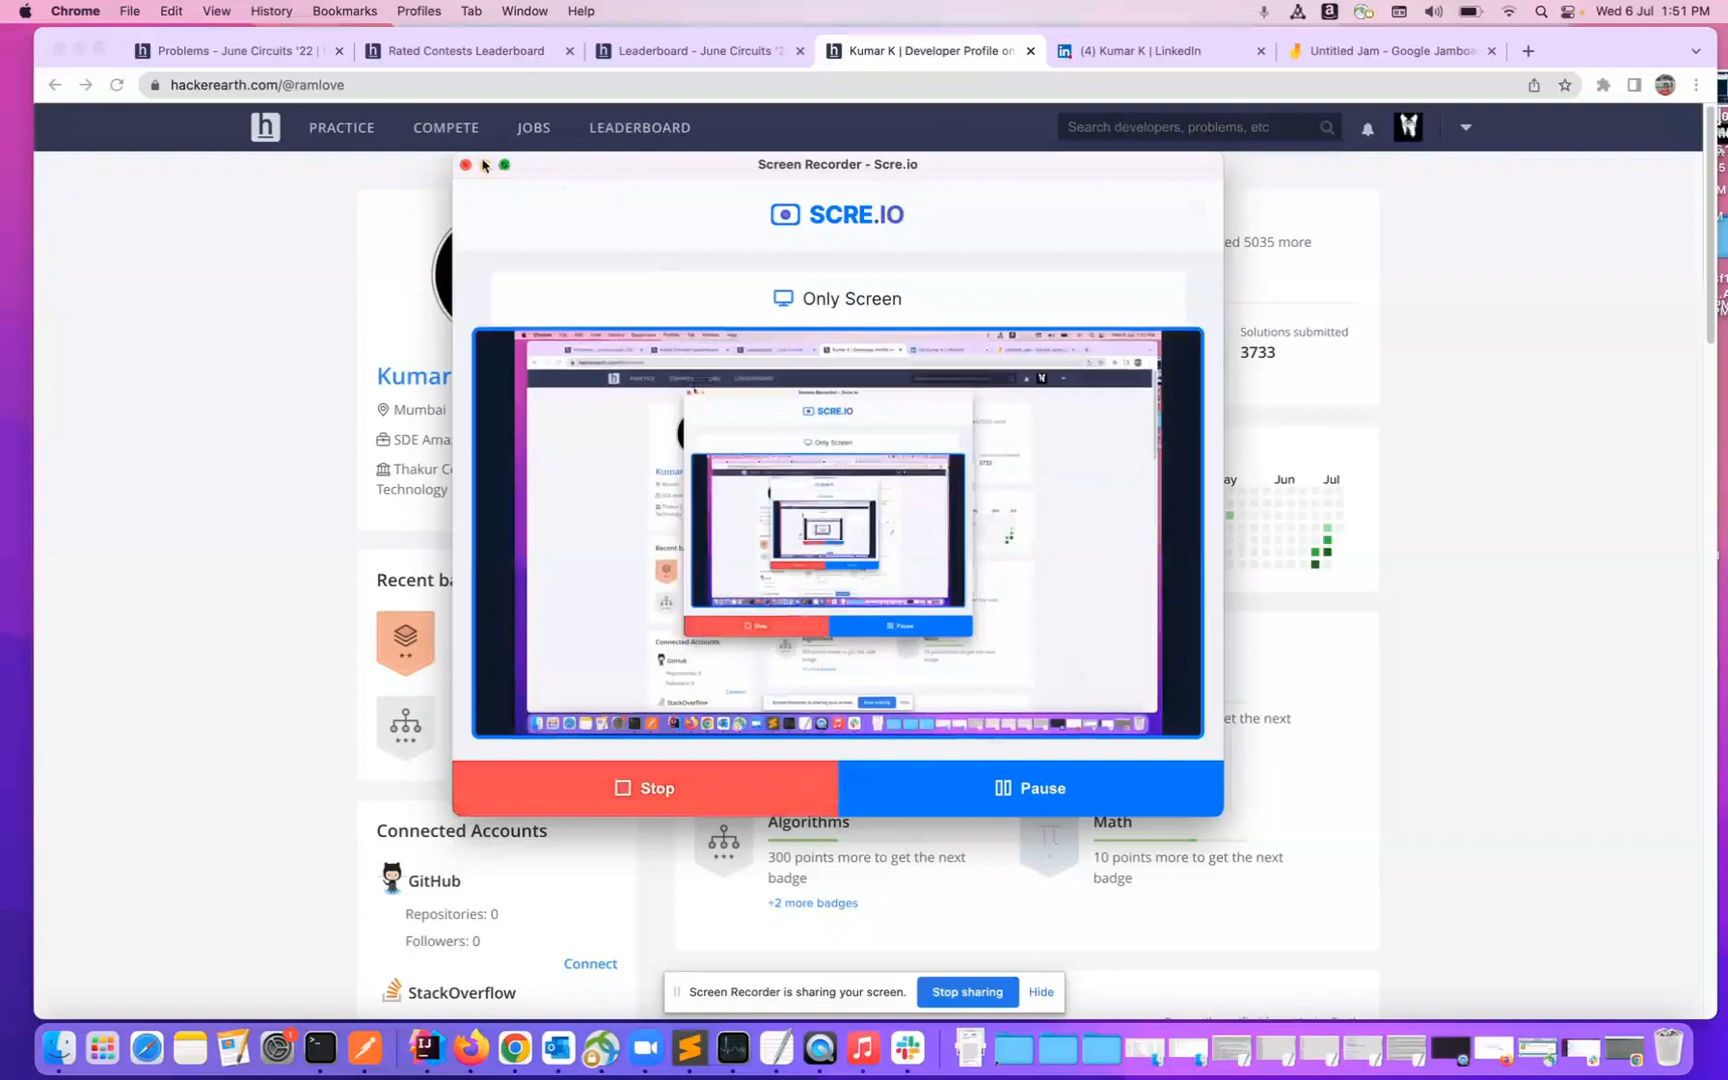 Chrome File Edit View History Bookmarks Profiles Tab Window Help
Wed 6 Jul 1:51 PM
Problems - June Circuits '22 |
Rated Contests Leaderboard
Leaderboard - June Circuits '2
Kumar K | Developer Profile on
(4) Kumar K | LinkedIn
Untitled Jam - Google Jamboa
hackerearth.com/@ramlove
h PRACTICE COMPETE JOBS LEADERBOARD
Search developers, problems, etc
Screen Recorder - Scre.io
SCRE.IO
ed 5035 more
Only Screen
Solutions submitted
3733
Kumar
Mumbai
SDE Ama
Thakur C
Technology
ay Jun Jul
Recent ba
et the next
Stop
Pause
Connected Accounts
Algorithms
300 points more to get the next
badge
+2 more badges
Math
10 points more to get the next
badge
GitHub
Repositories: 0
Followers: 0
Connect
StackOverflow
Screen Recorder is sharing your screen.
Stop sharing
Hide